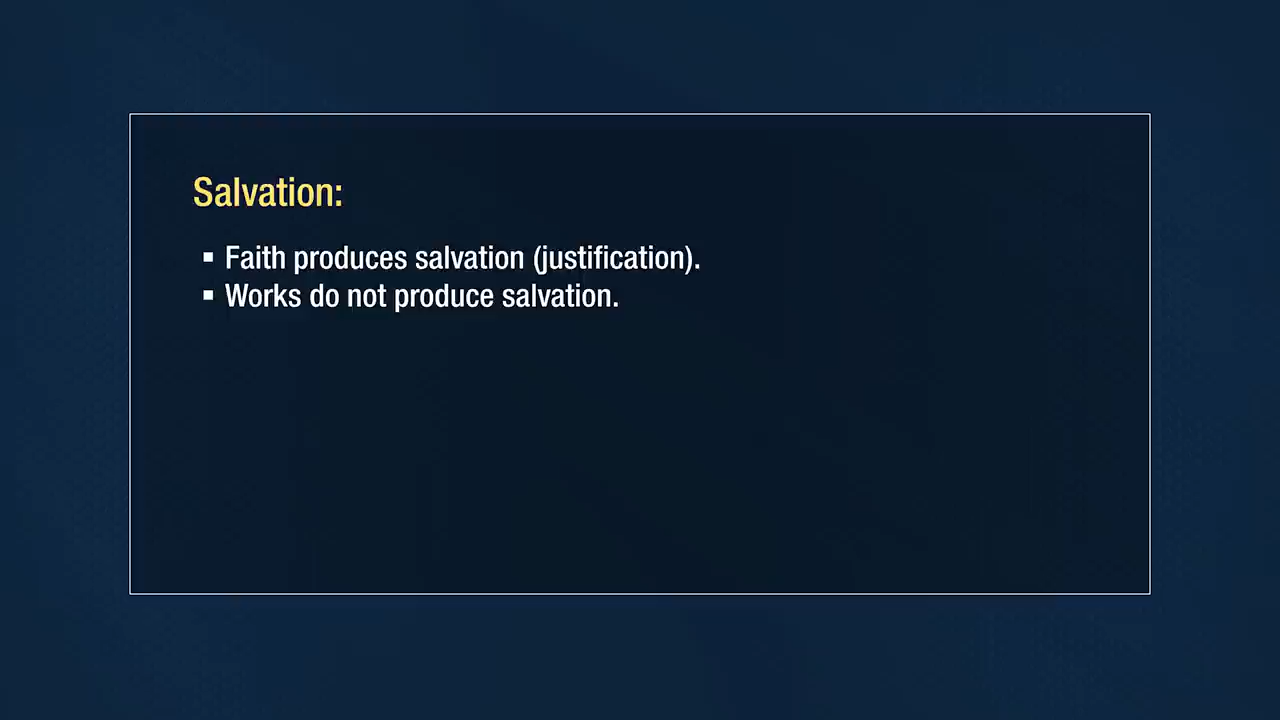 Salvation:
▪ Faith produces salvation (justification).
▪ Works do not produce salvation.